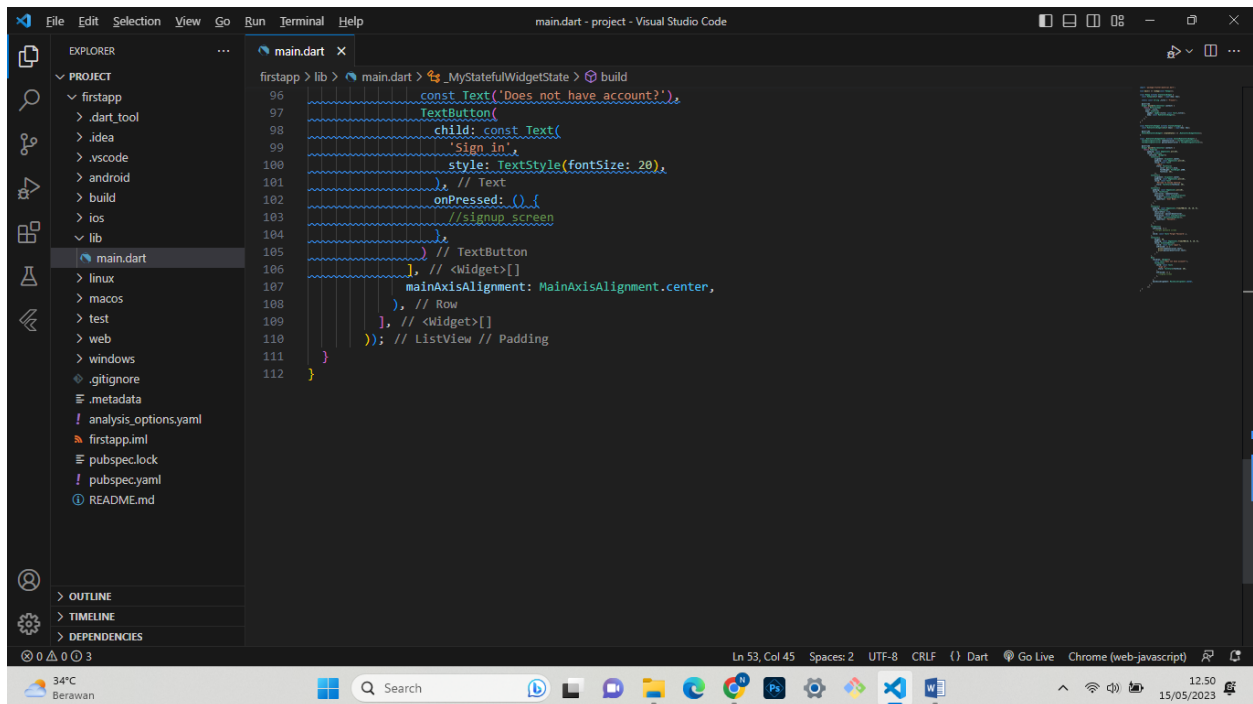 File Edit Selection View Go Run Terminal Help
main.dart - project - Visual Studio Code
EXPLORER
PROJECT
firstapp
.dart_tool
.idea
.vscode
android
build
ios
lib
main.dart
linux
macos
test
web
windows
.gitignore
.metadata
analysis_options.yaml
firstapp.iml
pubspec.lock
pubspec.yaml
README.md
OUTLINE
TIMELINE
DEPENDENCIES
main.dart
firstapp > lib > main.dart > _MyStatefulWidgetState > build
96 const Text('Does not have account?'),
97 TextButton(
98 child: const Text(
99 'Sign in',
100 style: TextStyle(fontSize: 20),
101 ), // Text
102 onPressed: () {
103 //signup screen
104 },
105 ) // TextButton
106 ], // <Widget>[]
107 mainAxisAlignment: MainAxisAlignment.center,
108 ), // Row
109 ], // <Widget>[]
110 )); // ListView // Padding
111 }
112 }
0 0 3
Ln 53, Col 45 Spaces: 2 UTF-8 CRLF {} Dart Go Live Chrome (web-javascript)
34°C
Berawan
Search
N
Ps
12.50
15/05/2023